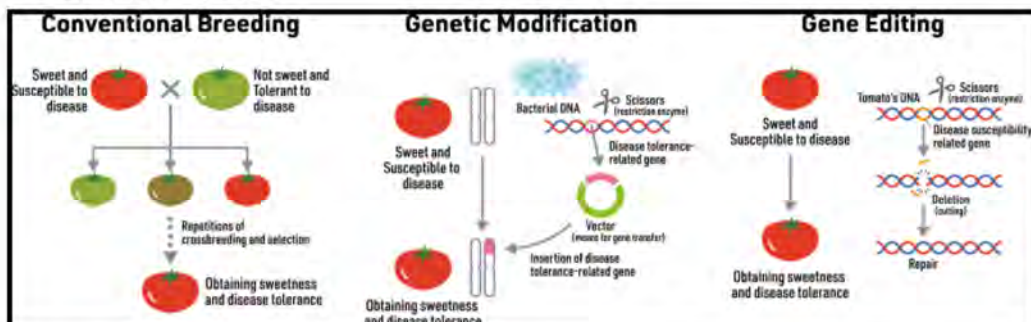 Conventional Breeding
Sweet and
Susceptible to
disease
Not sweet and
Tolerant to
disease
Repetitions of
crossbreeding and selection
Obtaining sweetness
and disease tolerance
Genetic Modification
Bacterial DNA
Scissors
(restriction enzyme)
Sweet and
Susceptible to
disease
Disease tolerance-
related gene
Vector
(means for gene transfer)
Insertion of disease
tolerance-related gene
Obtaining sweetness
and disease tolerance
Gene Editing
Sweet and
Susceptible to disease
Tomato's DNA
Scissors
(restriction enzyme)
Disease susceptibility
related gene
Deletion
(cutting)
Repair
Obtaining sweetness
and disease tolerance